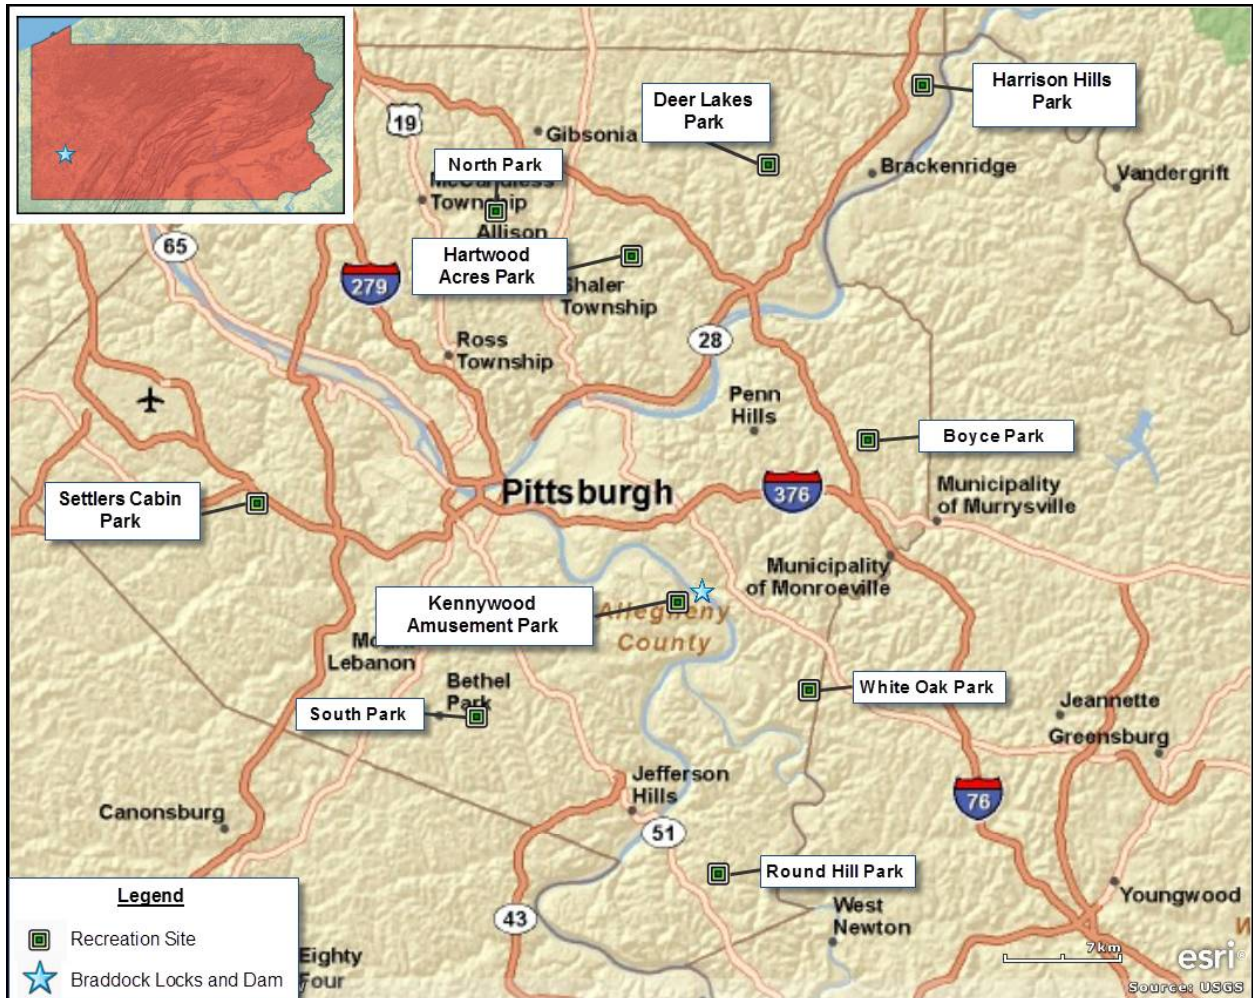 Harrison Hills
Park
Deer Lakes
Park
19
Gibsonia
North Park
McCandless
Township
Brackenridge
Vandergrift
Allison
65
Hartwood
Acres Park
279
Shaler
Township
Ross
Township
28
Penn
Hills
Boyce Park
Settlers Cabin
Park
Pittsburgh
376
Municipality
of Murrysville
Municipality
of Monroeville
Kennywood
Amusement Park
Allegheny
County
Lebanon
Bethel
Park
South Park
White Oak Park
Jeannette
Greensburg
Jefferson
Hills
Canonsburg
76
51
Round Hill Park
Youngwood
West
Newton
43
Legend
Recreation Site
Braddock Locks and Dam
Eighty
Four
7km
esri
Source: USGS